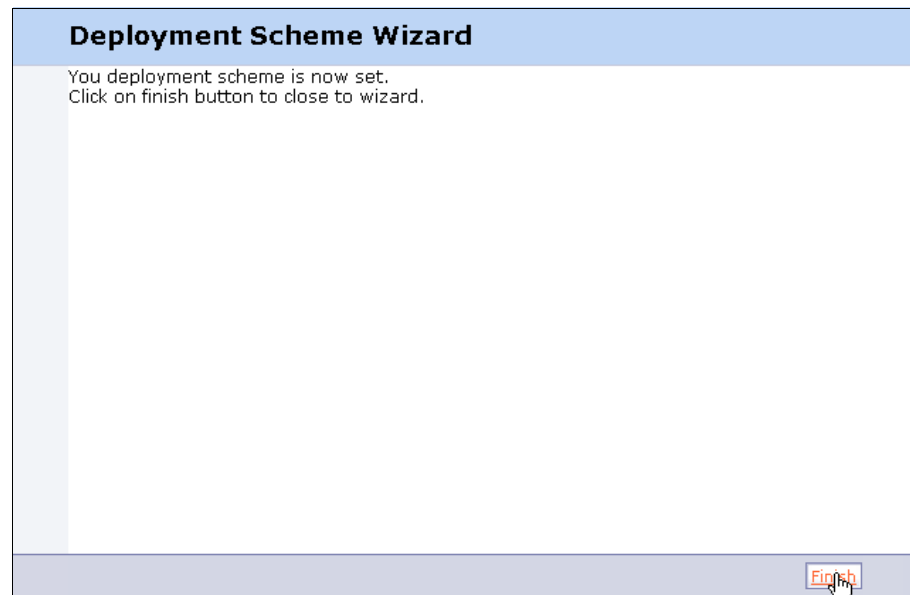 Deployment Scheme Wizard
You deployment scheme is now set.
Click on finish button to close to wizard.
Finish